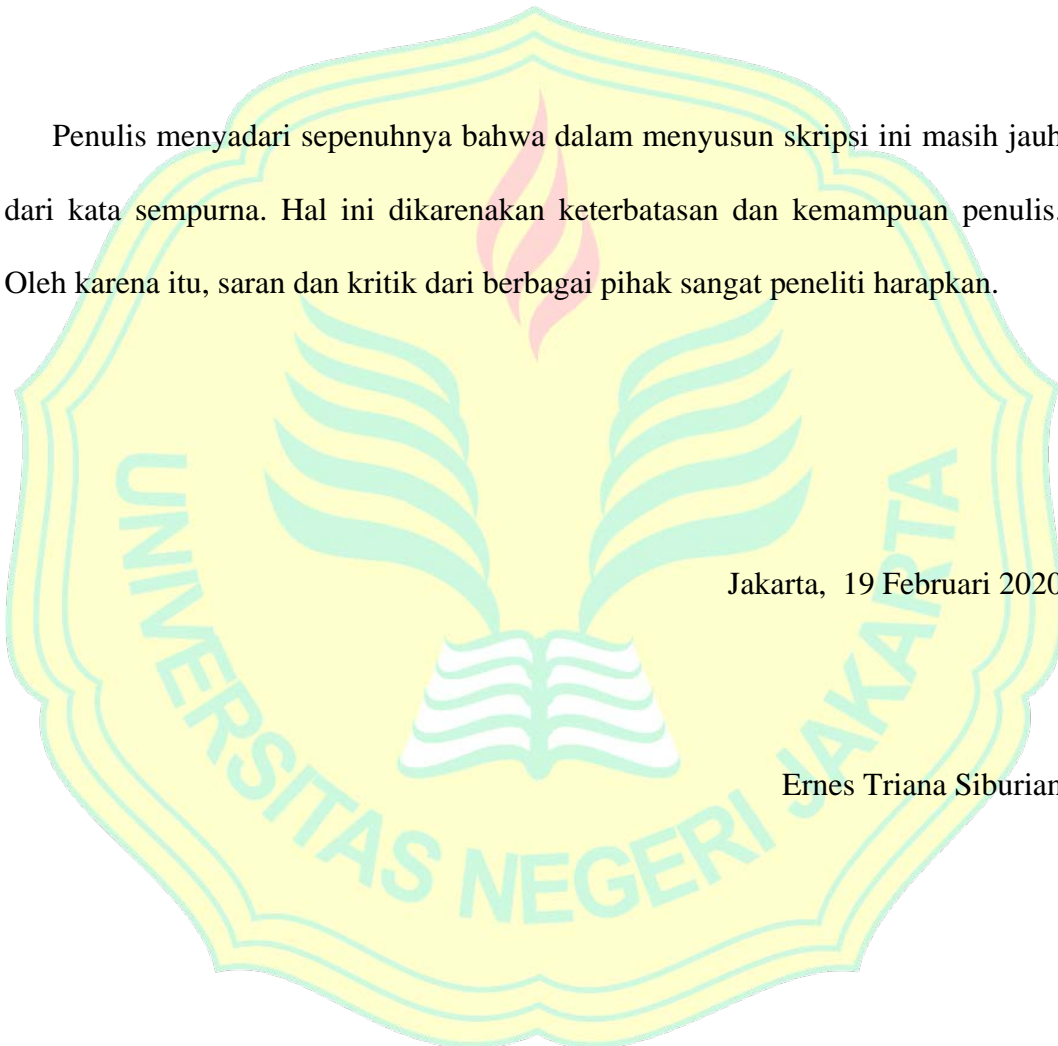 Penulis menyadari sepenuhnya bahwa dalam menyusun skripsi ini masih jauh
dari kata sempurna. Hal ini dikarenakan keterbatasan dan kemampuan penulis.
Oleh karena itu, saran dan kritik dari berbagai pihak sangat peneliti harapkan.
Jakarta, 19 Februari 2020
Ernes Triana Siburian
UNIVERSITAS NEGERI JAKARTA